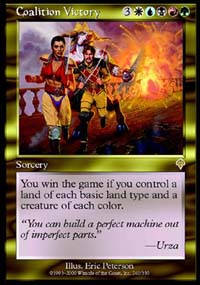 Coalition Victory 3
Sorcery
You win the game if you control a
land of each basic land type and a
creature of each color.
"You can build a perfect machine out
of imperfect parts."
—Urza
Illus. Eric Peterson